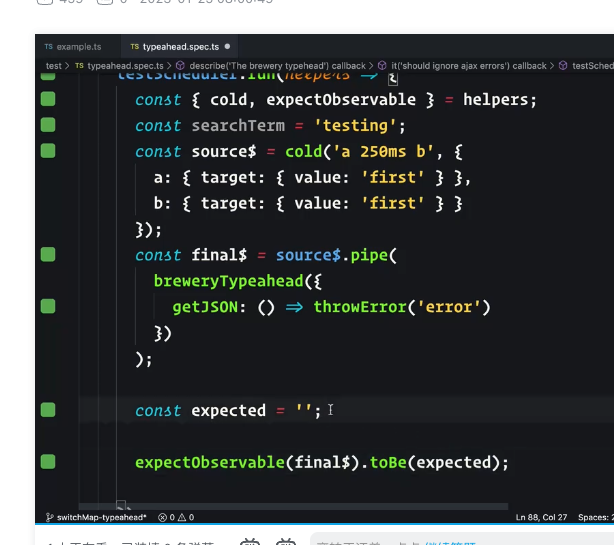 TS example.ts TS typeahead.spec.ts ●
test > TS typeahead.spec.ts > describe('The brewery typehead') callback > it('should ignore ajax errors') callback > testSched
testScheduler.run(helpers => {
const { cold, expectObservable } = helpers;
const searchTerm = 'testing';
const source$ = cold('a 250ms b', {
a: { target: { value: 'first' } },
b: { target: { value: 'first' } }
});
const final$ = source$.pipe(
breweryTypeahead({
getJSON: () => throwError('error')
})
);
const expected = '';
expectObservable(final$).toBe(expected);
switchMap-typeahead* 0 0 Ln 88, Col 27 Spaces: 2